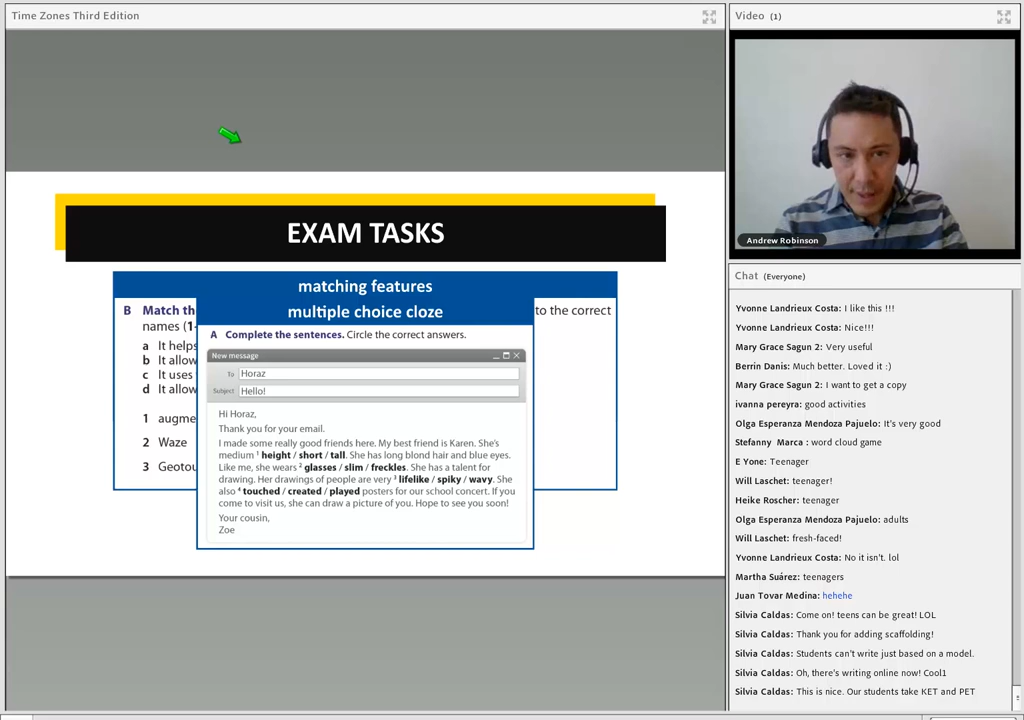 Time Zones Third Edition
EXAM TASKS
matching features
multiple choice cloze
B Match th
to the correct
names (1-
a It helps
b It allow
c It uses
d It allow
1 augme
2 Waze
3 Geotou
A Complete the sentences. Circle the correct answers.
New message
To Horaz
Subject Hello!
Hi Horaz,
Thank you for your email.
I made some really good friends here. My best friend is Karen. She's
medium ¹ height / short / tall. She has long blond hair and blue eyes.
Like me, she wears ² glasses / slim / freckles. She has a talent for
drawing. Her drawings of people are very ³ lifelike / spiky / wavy. She
also ⁴ touched / created / played posters for our school concert. If you
come to visit us, she can draw a picture of you. Hope to see you soon!
Your cousin,
Zoe
Video (1)
Andrew Robinson
Chat (Everyone)
Yvonne Landrieux Costa: I like this !!!
Yvonne Landrieux Costa: Nice!!!
Mary Grace Sagun 2: Very useful
Berrin Danis: Much better. Loved it :)
Mary Grace Sagun 2: I want to get a copy
ivanna pereyra: good activities
Olga Esperanza Mendoza Pajuelo: It's very good
Stefanny Marca : word cloud game
E Yone: Teenager
Will Laschet: teenager!
Heike Roscher: teenager
Olga Esperanza Mendoza Pajuelo: adults
Will Laschet: fresh-faced!
Yvonne Landrieux Costa: No it isn't. lol
Martha Suárez: teenagers
Juan Tovar Medina: hehehe
Silvia Caldas: Come on! teens can be great! LOL
Silvia Caldas: Thank you for adding scaffolding!
Silvia Caldas: Students can't write just based on a model.
Silvia Caldas: Oh, there's writing online now! Cool1
Silvia Caldas: This is nice. Our students take KET and PET